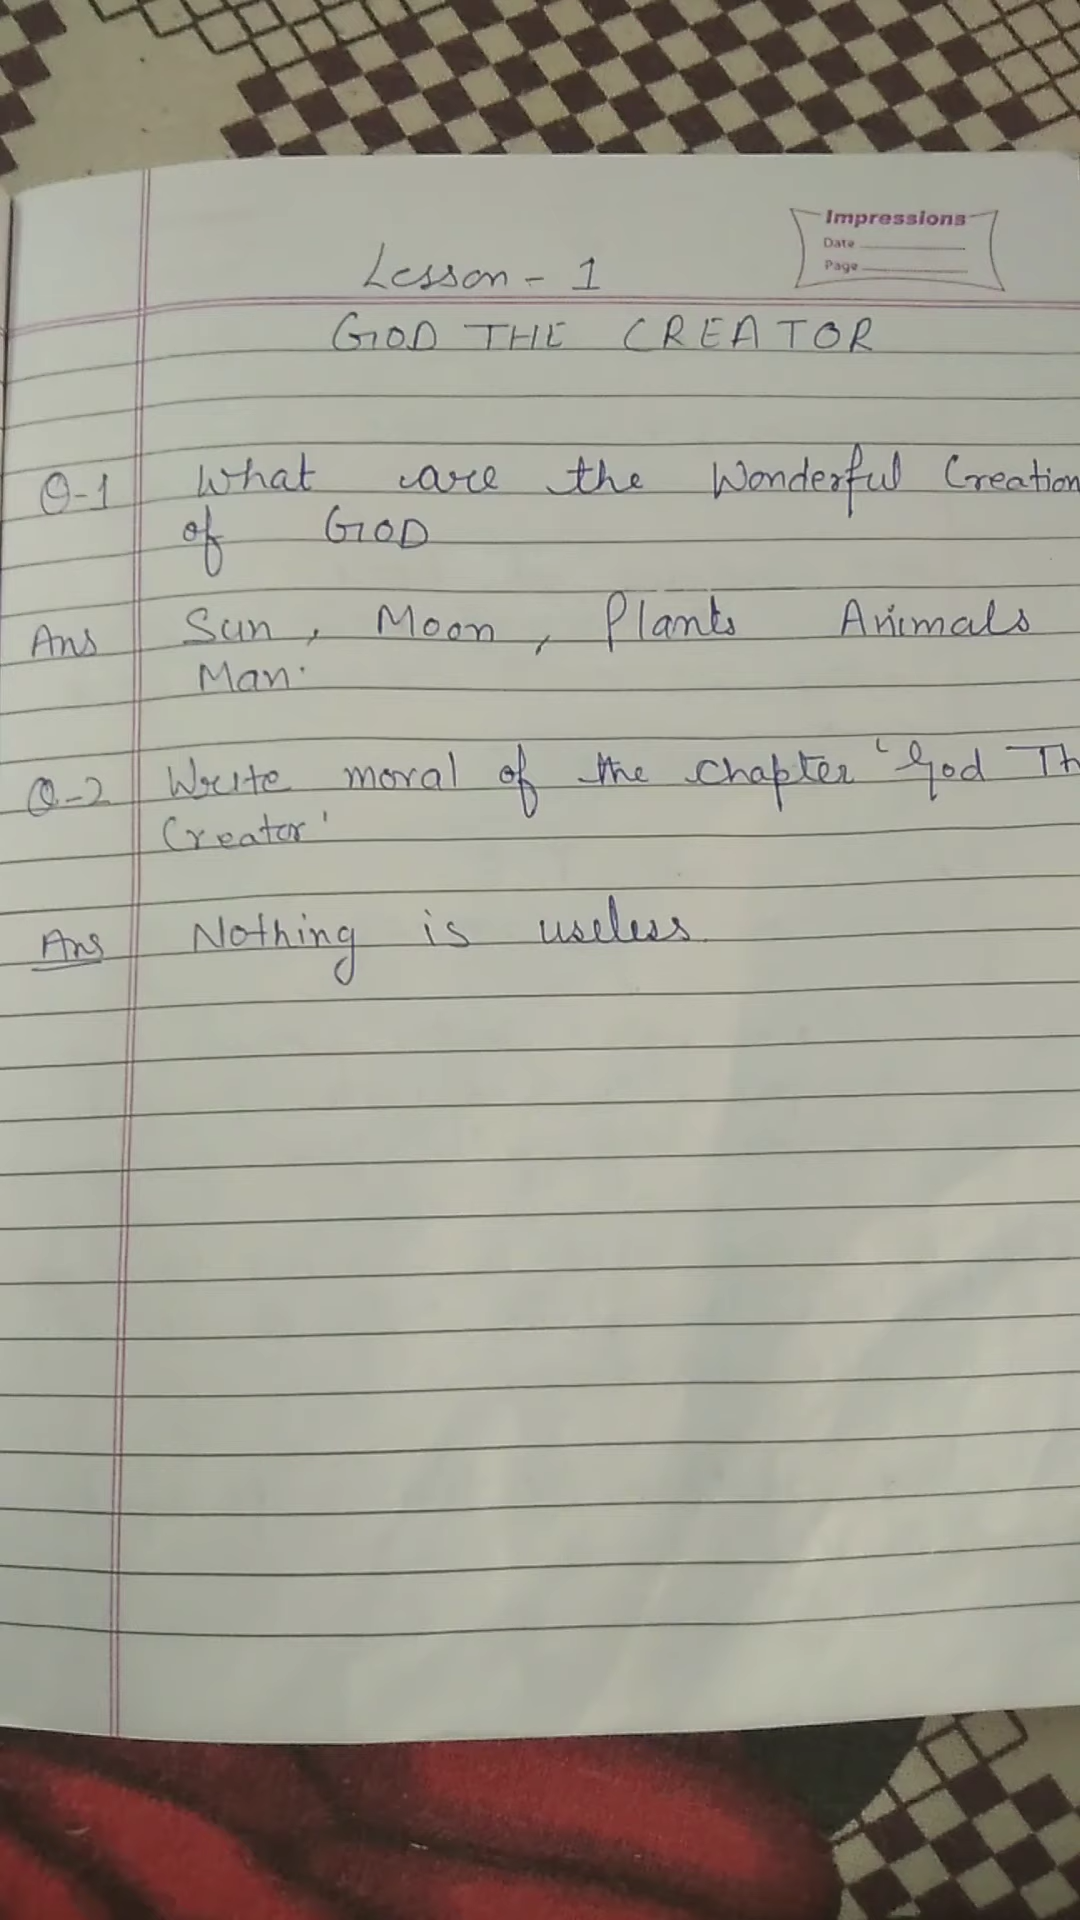 Impressions
Date
Page
Lesson - 1
GOD THE CREATOR
Q-1 What are the Wonderful Creation
of GOD
Ans Sun, Moon, Plants Animals
Man.
Q-2 Write moral of the chapter 'God Th
Creator'
Ans Nothing is useless